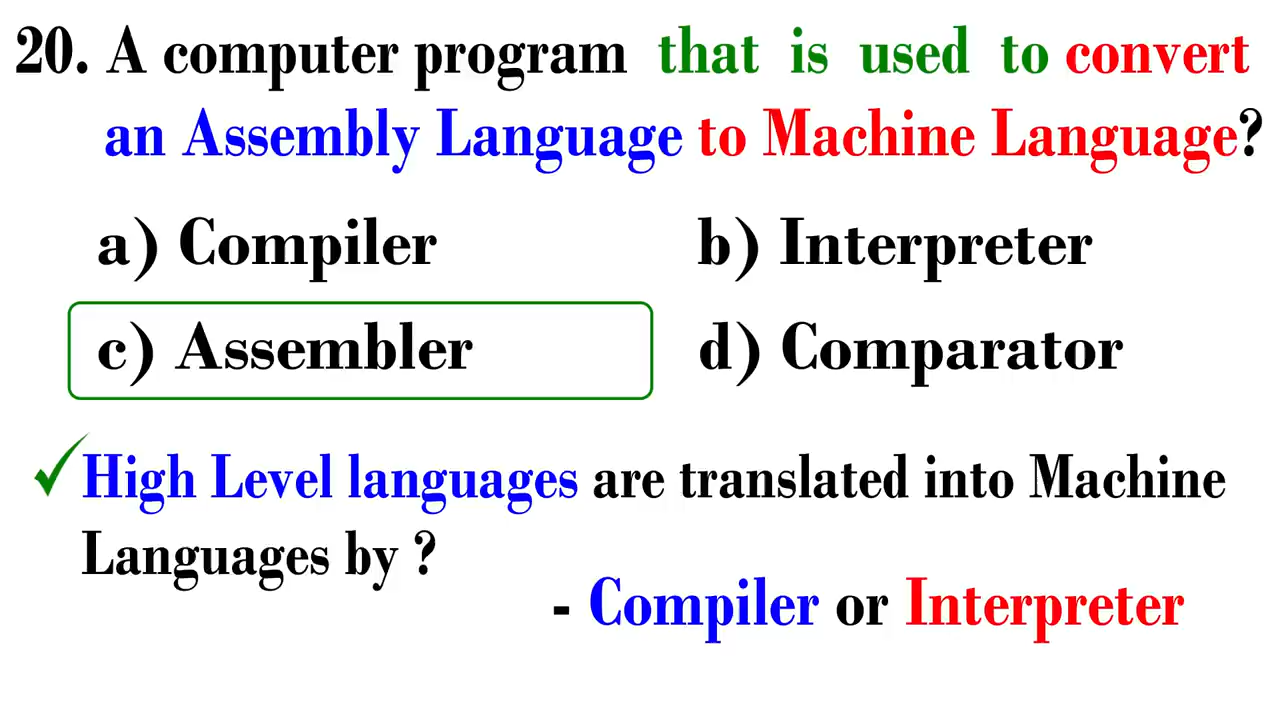 20. A computer program that is used to convert
an Assembly Language to Machine Language?
a) Compiler b) Interpreter
c) Assembler d) Comparator
High Level languages are translated into Machine
Languages by ?
- Compiler or Interpreter